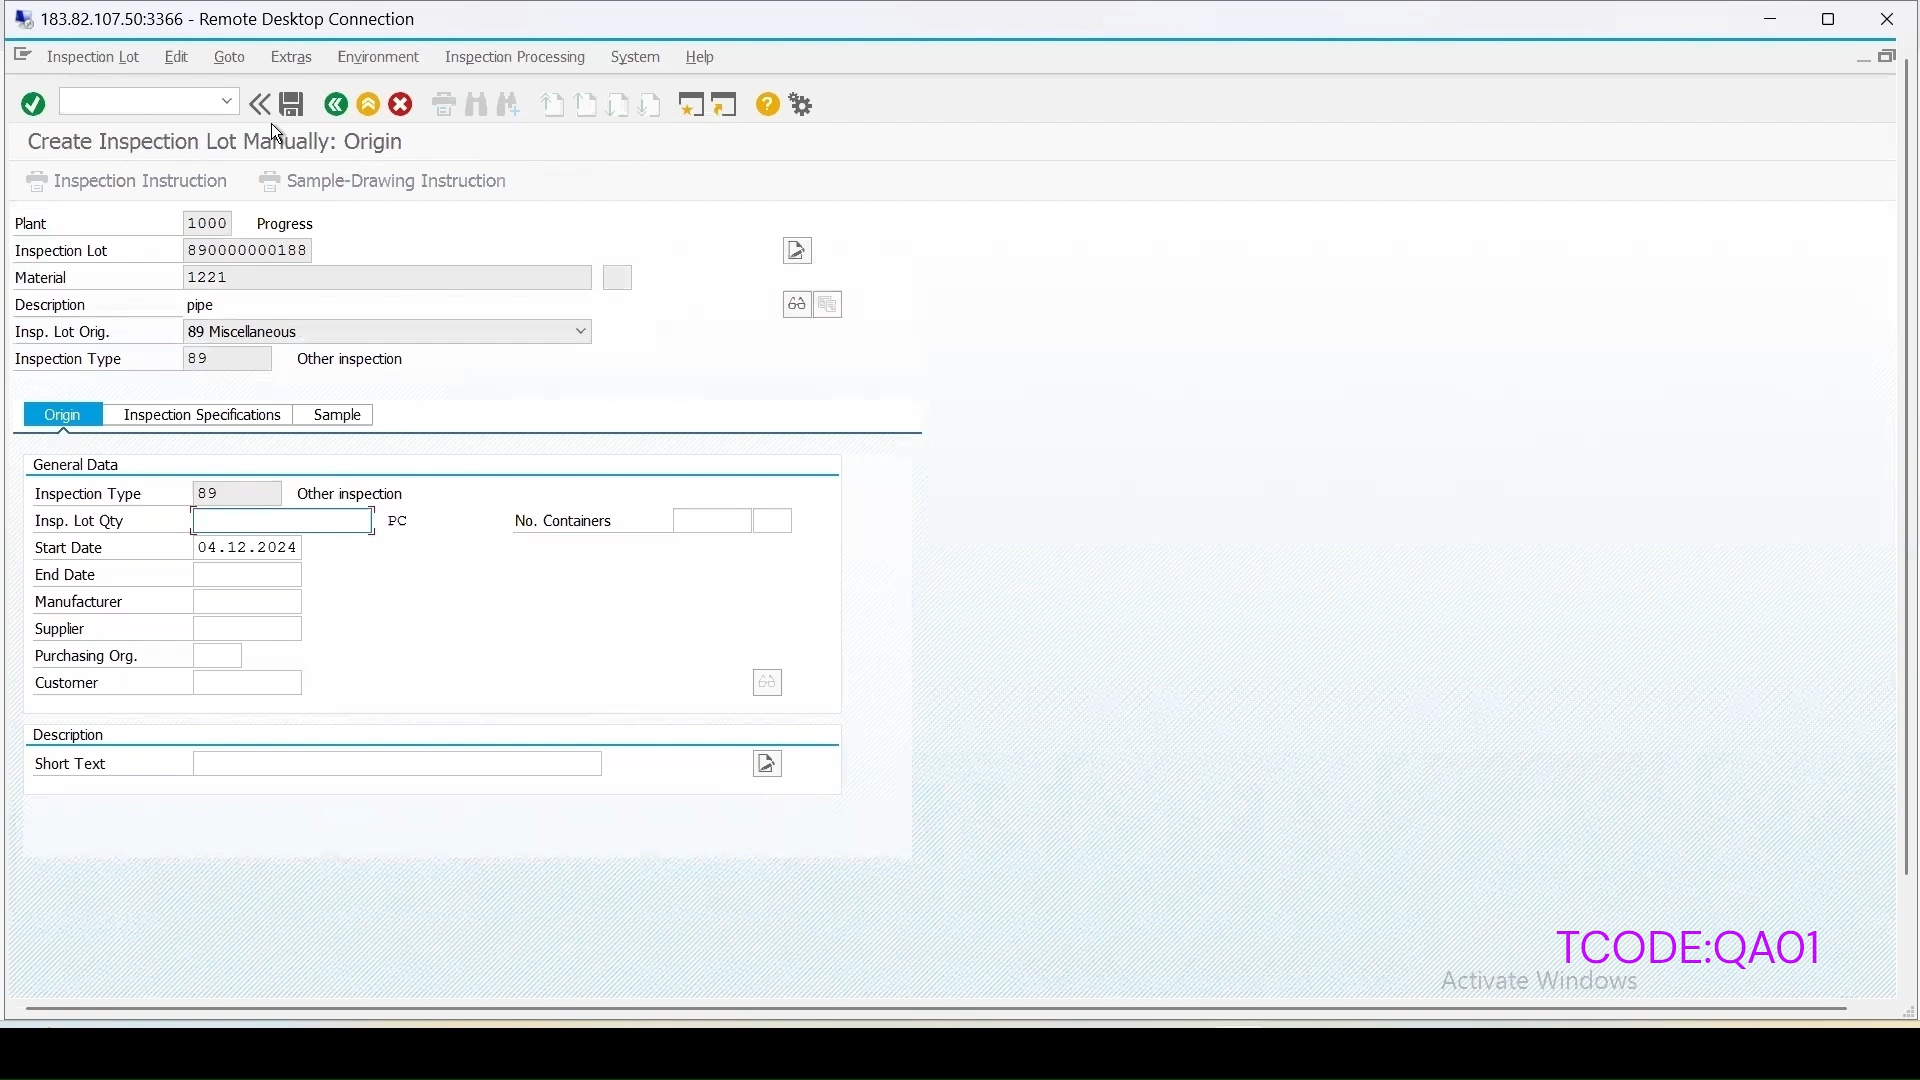 183.82.107.50:3366 - Remote Desktop Connection
Inspection Lot Edit Goto Extras Environment Inspection Processing System Help
Create Inspection Lot Manually: Origin
Inspection Instruction Sample-Drawing Instruction
Plant 1000 Progress
Inspection Lot 890000000188
Material 1221
Description pipe
Insp. Lot Orig. 89 Miscellaneous
Inspection Type 89 Other inspection
Origin Inspection Specifications Sample
General Data
Inspection Type 89 Other inspection
Insp. Lot Qty PC No. Containers
Start Date 04.12.2024
End Date
Manufacturer
Supplier
Purchasing Org.
Customer
Description
Short Text
TCODE:QA01
Activate Windows